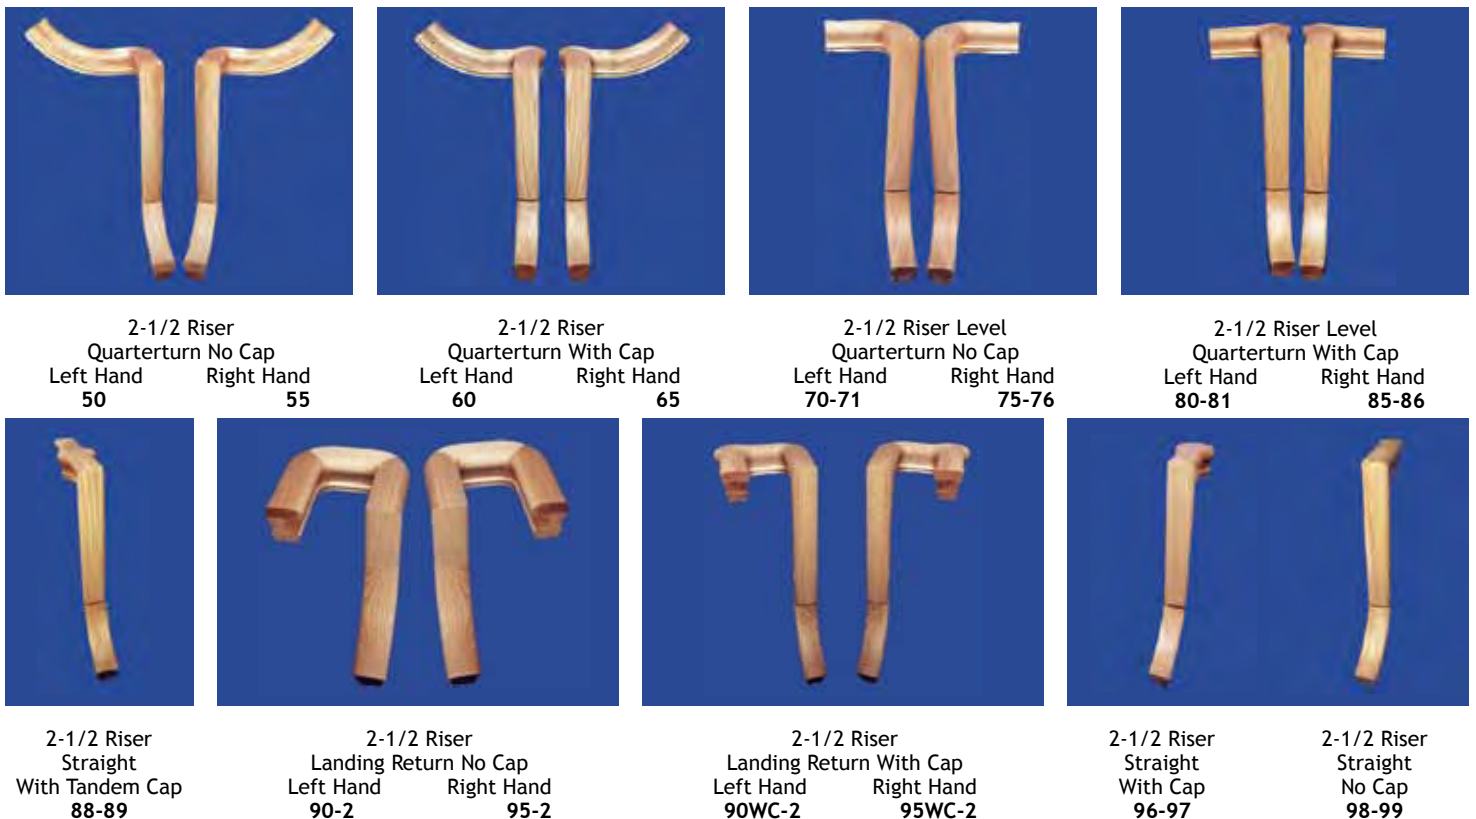 2-1/2 Riser
Quarterturn No Cap
Left Hand Right Hand
50 55
2-1/2 Riser
Quarterturn With Cap
Left Hand Right Hand
60 65
2-1/2 Riser Level
Quarterturn No Cap
Left Hand Right Hand
70-71 75-76
2-1/2 Riser Level
Quarterturn With Cap
Left Hand Right Hand
80-81 85-86
2-1/2 Riser
Straight
With Tandem Cap
88-89
2-1/2 Riser
Landing Return No Cap
Left Hand Right Hand
90-2 95-2
2-1/2 Riser
Landing Return With Cap
Left Hand Right Hand
90WC-2 95WC-2
2-1/2 Riser
Straight
With Cap
96-97
2-1/2 Riser
Straight
No Cap
98-99